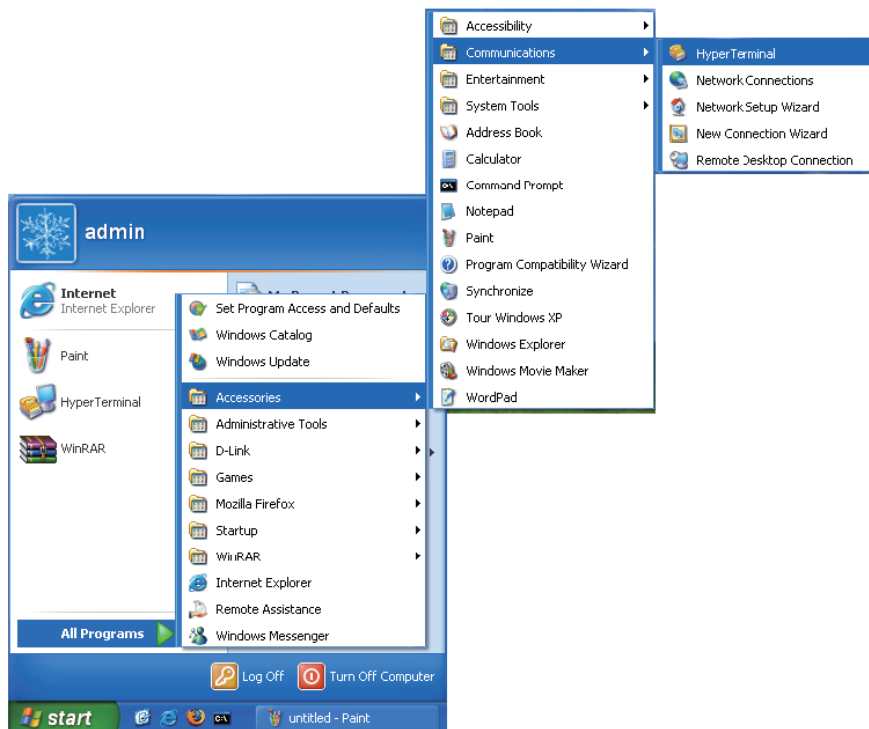 Accessibility
Communications
Entertainment
System Tools
Address Book
Calculator
Command Prompt
Notepad
Paint
Program Compatibility Wizard
Synchronize
Tour Windows XP
Windows Explorer
Windows Movie Maker
WordPad
HyperTerminal
Network Connections
Network Setup Wizard
New Connection Wizard
Remote Desktop Connection
admin
Internet
Internet Explorer
Paint
HyperTerminal
WinRAR
All Programs
Set Program Access and Defaults
Windows Catalog
Windows Update
Accessories
Administrative Tools
D-Link
Games
Mozilla Firefox
Startup
WinRAR
Internet Explorer
Remote Assistance
Windows Messenger
Log Off
Turn Off Computer
start
untitled - Paint